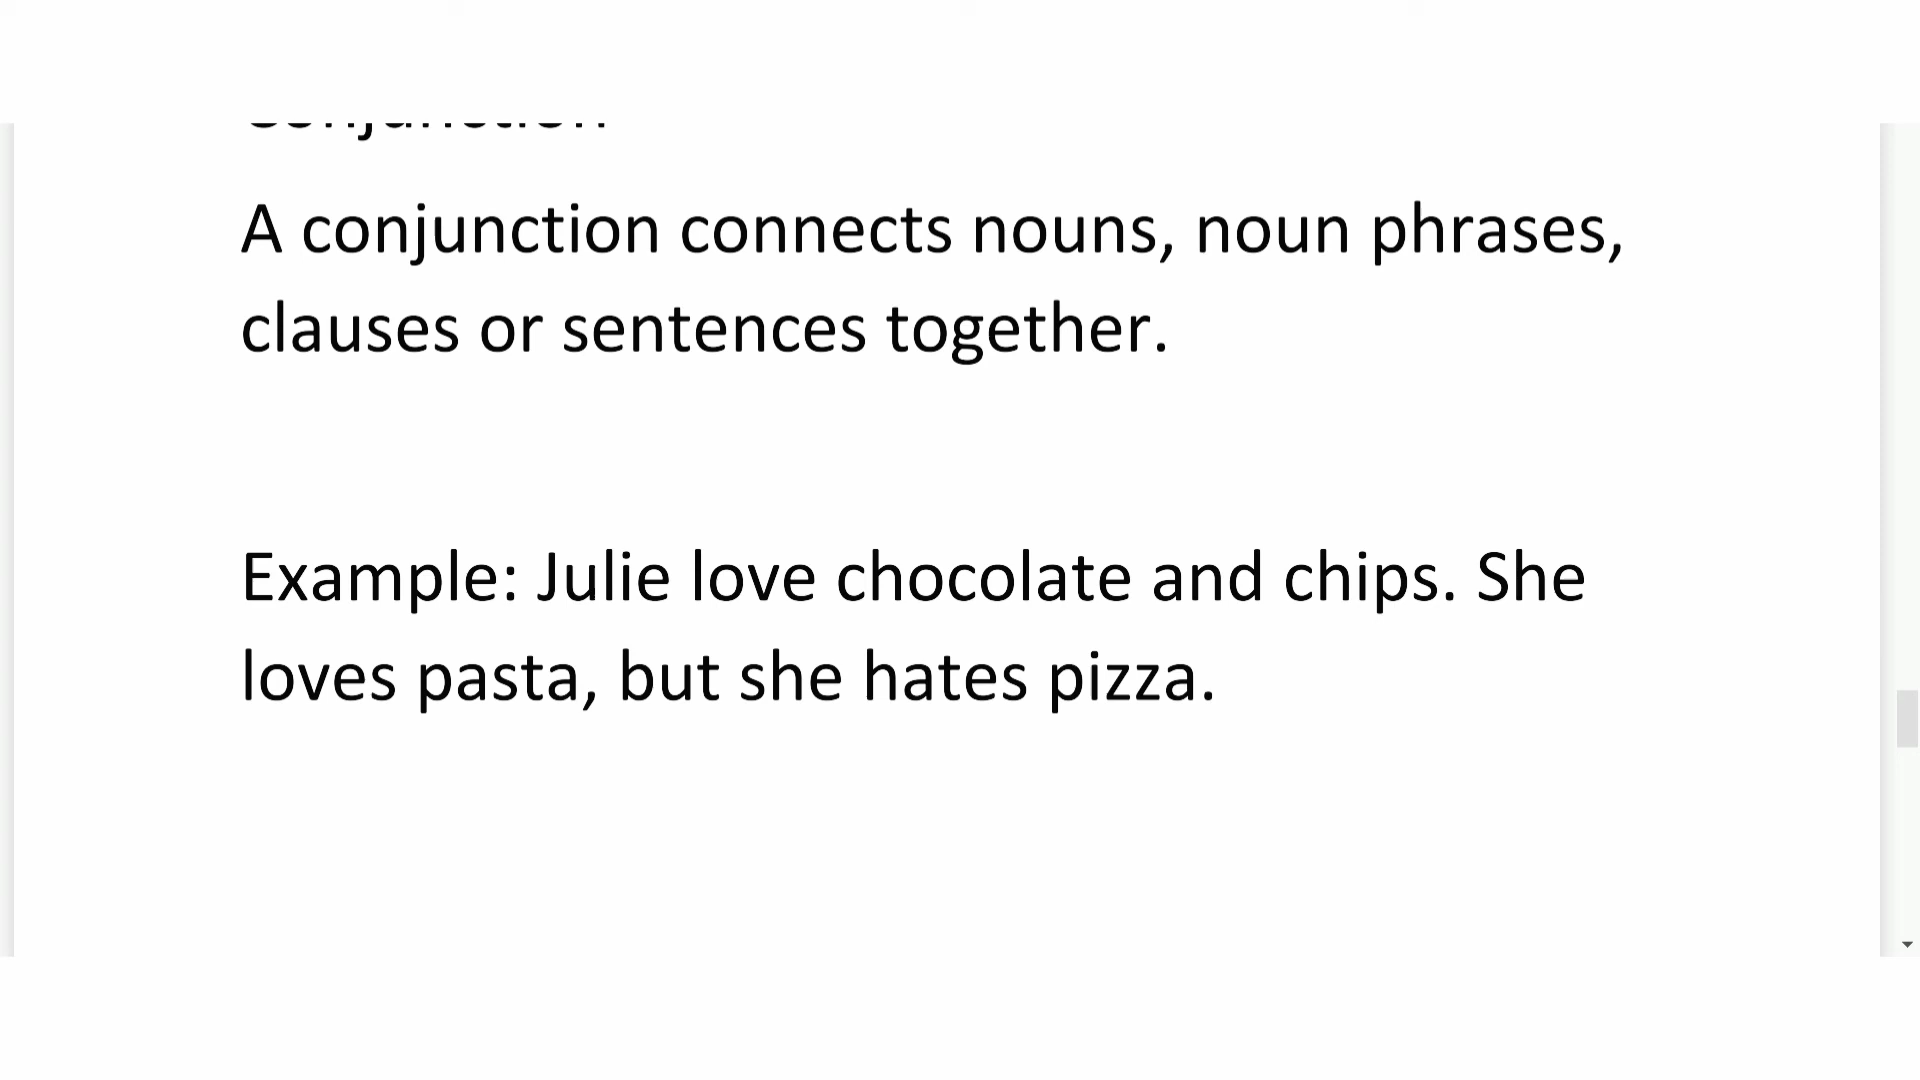 Conjunction
A conjunction connects nouns, noun phrases,
clauses or sentences together.
Example: Julie love chocolate and chips. She
loves pasta, but she hates pizza.